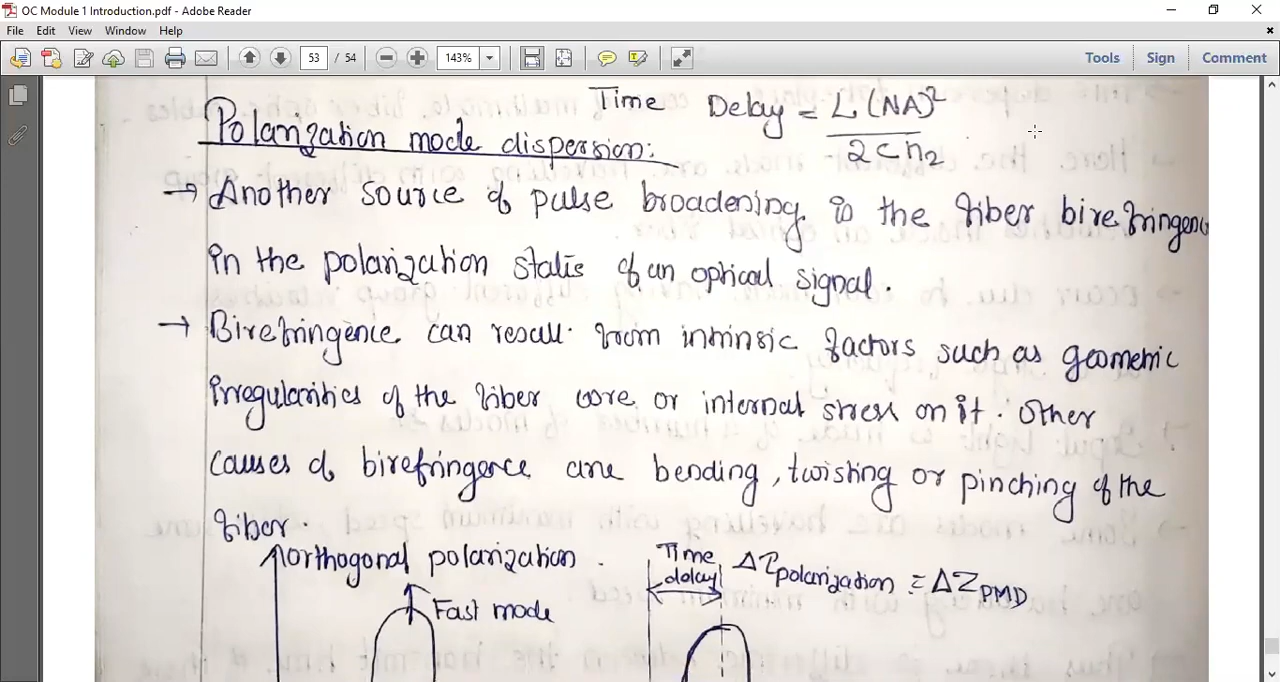 OC Module 1 Introduction.pdf - Adobe Reader
File Edit View Window Help
53 / 54 143% Tools Sign Comment
Time Delay = L (NA)²
2 C n₂
Polarization mode dispersion:
→ Another source of pulse broadening is the fiber birefringence
in the polarization states of an optical signal.
→ Birefringence can result from intrinsic factors such as geometric
irregularities of the fiber core or internal stress on it. Other
causes of birefringence are bending, twisting or pinching of the
fiber.
Orthogonal polarization
Time
delay
Δτpolarization = ΔτPMD
Fast mode